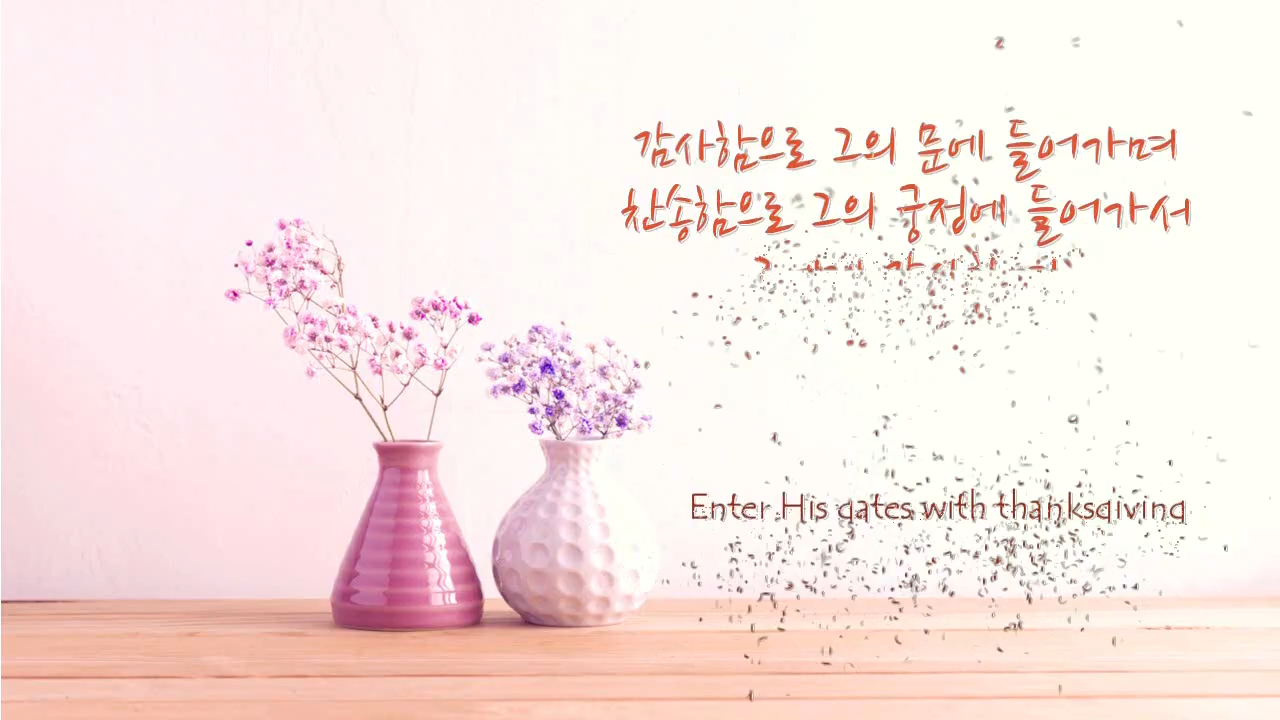 감사함으로 그의 문에 들어가며
찬송함으로 그의 궁정에 들어가서
Enter His gates with thanksgiving